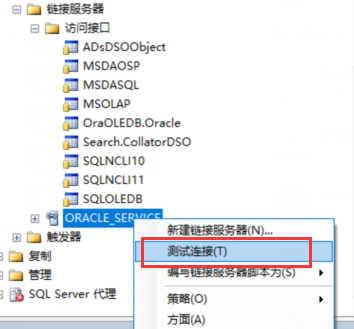 链接服务器
访问接口
ADsDSOObject
MSDAOSP
MSDASQL
MSOLAP
OraOLEDB.Oracle
Search.CollatorDSO
SQLNCLI10
SQLNCLI11
SQLOLEDB
ORACLE_SERVICE
触发器
复制
管理
SQL Server 代理
新建链接服务器(N)...
测试连接(T)
编写链接服务器脚本为(S)
策略(O)
方面(A)